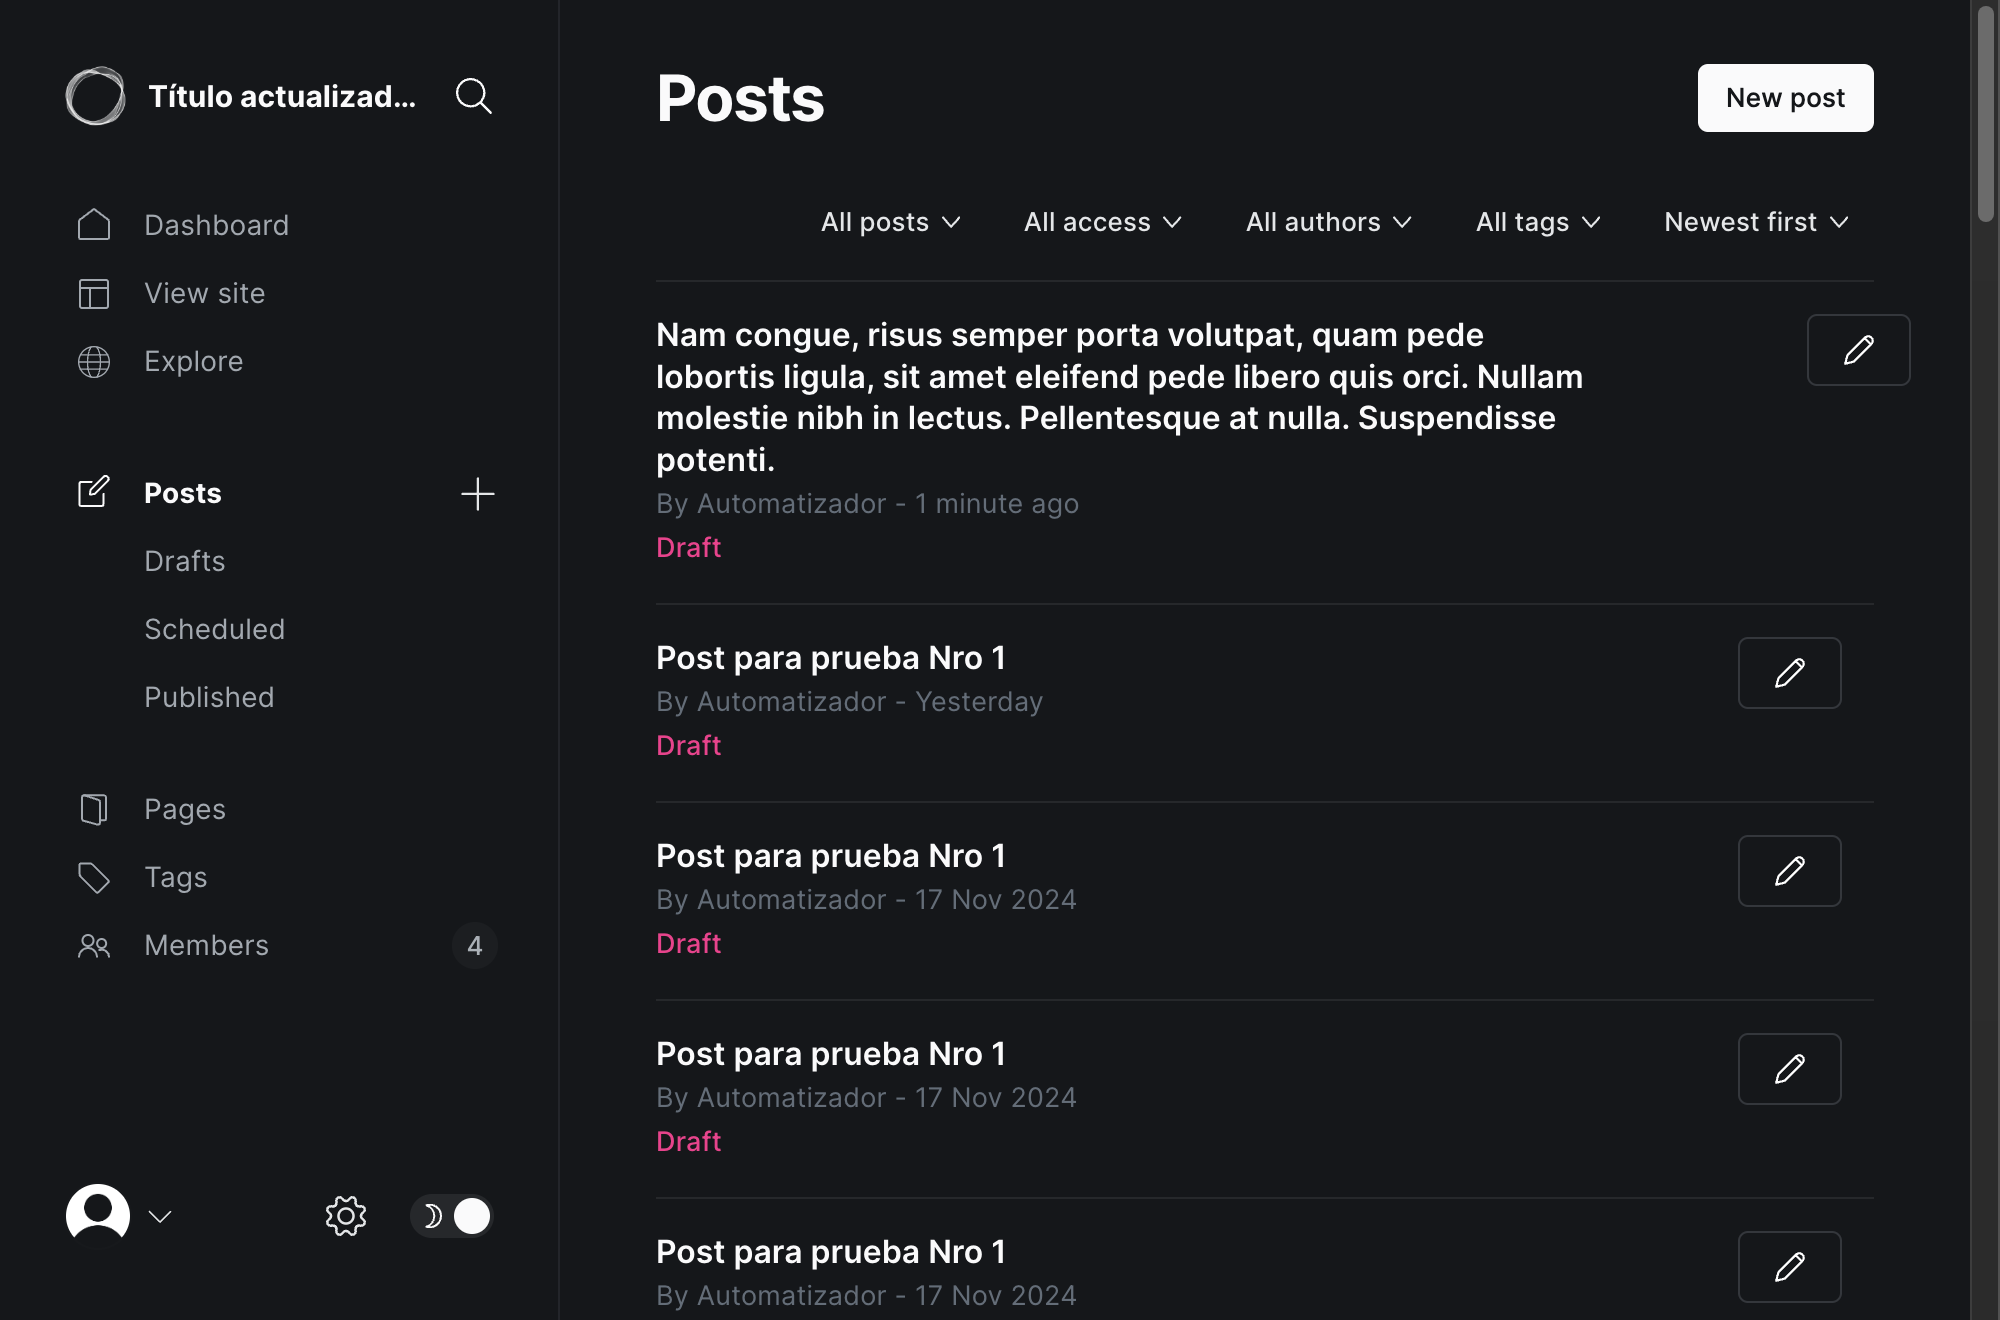 Título actualizad...
Dashboard
View site
Explore
Posts
Drafts
Scheduled
Published
Pages
Tags
Members
4
Posts
New post
All posts
All access
All authors
All tags
Newest first
Nam congue, risus semper porta volutpat, quam pede
lobortis ligula, sit amet eleifend pede libero quis orci. Nullam
molestie nibh in lectus. Pellentesque at nulla. Suspendisse
potenti.
By Automatizador - 1 minute ago
Draft
Post para prueba Nro 1
By Automatizador - Yesterday
Draft
Post para prueba Nro 1
By Automatizador - 17 Nov 2024
Draft
Post para prueba Nro 1
By Automatizador - 17 Nov 2024
Draft
Post para prueba Nro 1
By Automatizador - 17 Nov 2024